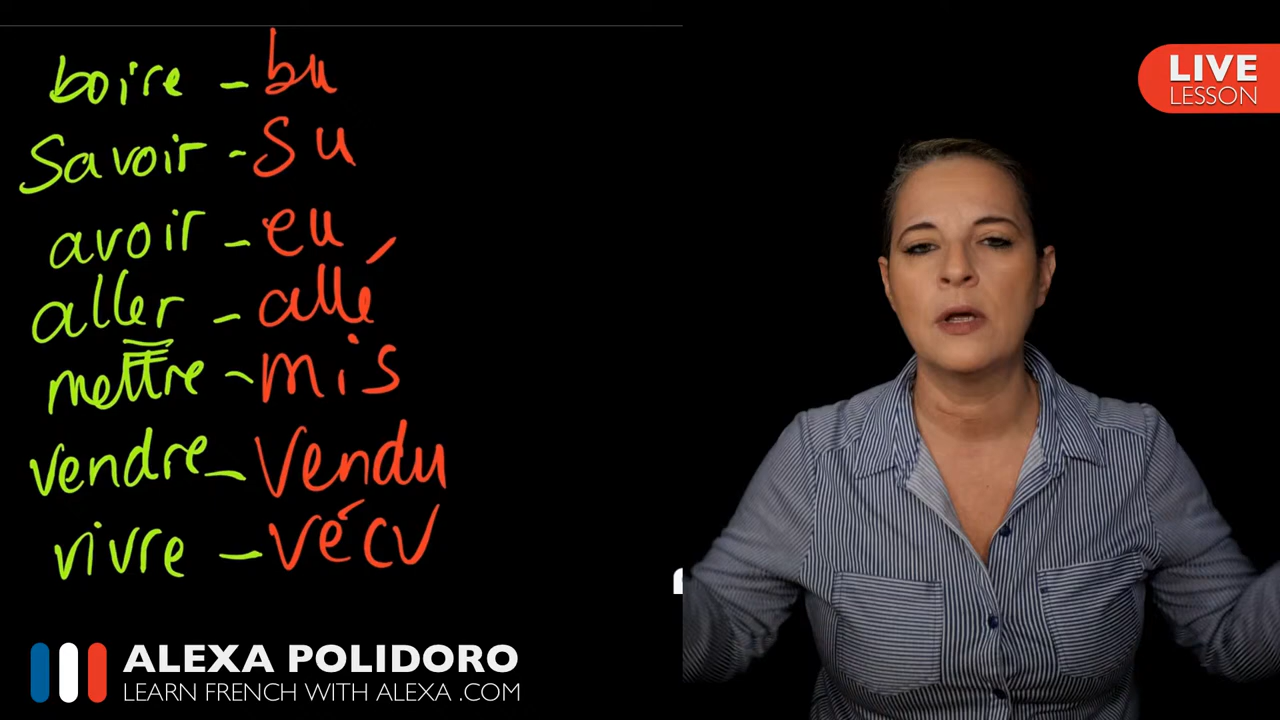 boire - bu
Savoir - su
avoir - eu
aller - allé
mettre - mis
vendre - Vendu
vivre - vécu
LIVE
LESSON
ALEXA POLIDORO
LEARN FRENCH WITH ALEXA .COM